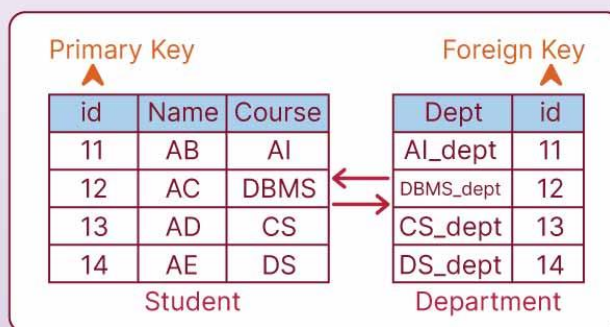 Primary Key Foreign Key
id Name Course Dept id
11 AB AI AI_dept 11
12 AC DBMS DBMS_dept 12
13 AD CS CS_dept 13
14 AE DS DS_dept 14
Student Department